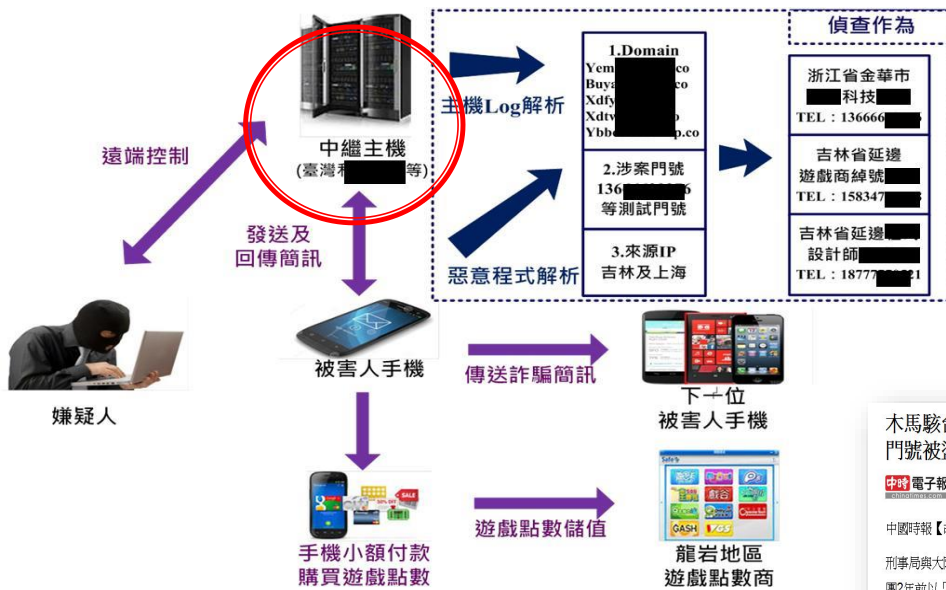 偵查作為
主機Log解析
1.Domain
Yem
co
Buya
co
Xdfy
Xdtv
Ybb
p.co
2.涉案門號
136
6
等測試門號
3.來源IP
吉林及上海
浙江省金華市
科技
TEL：136666
吉林省延邊
遊戲商綽號
TEL：158347
吉林省延邊
設計師
TEL：18777
21
惡意程式解析
中繼主機
(臺灣
等)
遠端控制
發送及
回傳簡訊
嫌疑人
被害人手機
傳送詐騙簡訊
下一位
被害人手機
手機小額付款
購買遊戲點數
遊戲點數儲值
SALE
GASH
龍岩地區
遊戲點數商
木馬駭
門號被
中時電子報
chinatimes.com
中國時報【
刑事局與大
團2年前以「